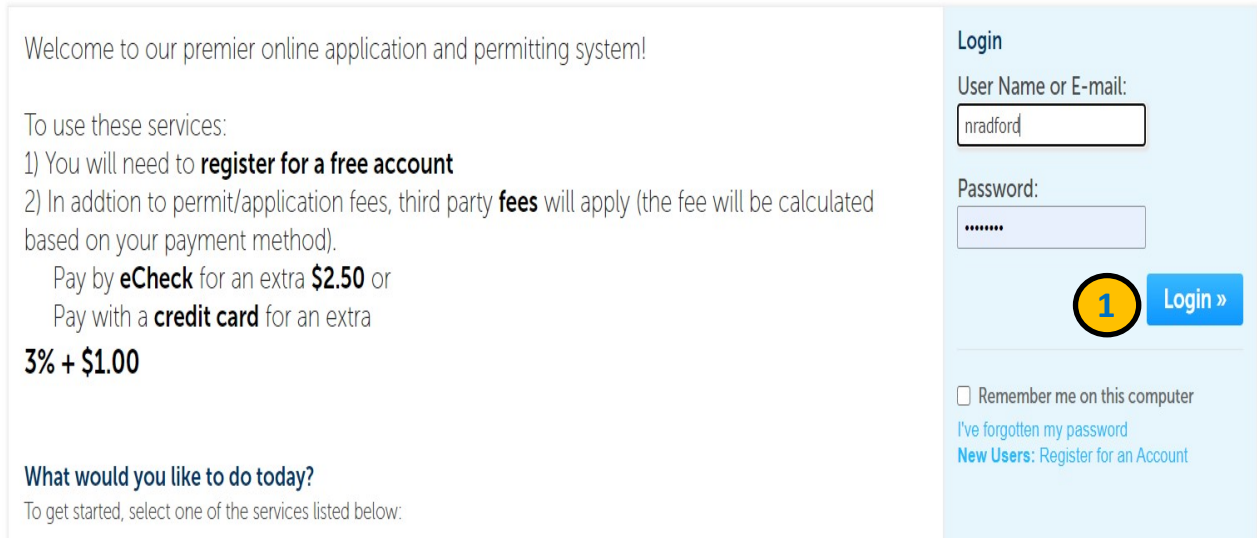 Welcome to our premier online application and permitting system!
To use these services:
1) You will need to register for a free account
2) In addtion to permit/application fees, third party fees will apply (the fee will be calculated
based on your payment method).
Pay by eCheck for an extra $2.50 or
Pay with a credit card for an extra
3% + $1.00
What would you like to do today?
To get started, select one of the services listed below:
Login
User Name or E-mail:
nradford
Password:
••••••••
1
Login »
Remember me on this computer
I've forgotten my password
New Users: Register for an Account